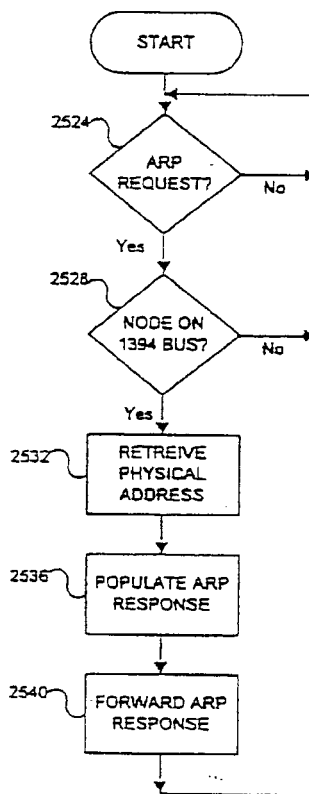 START
2524
ARP
REQUEST?
No
Yes
2528
NODE ON
1394 BUS?
No
Yes
2532
RETREIVE
PHYSICAL
ADDRESS
2536
POPULATE ARP
RESPONSE
2540
FORWARD ARP
RESPONSE